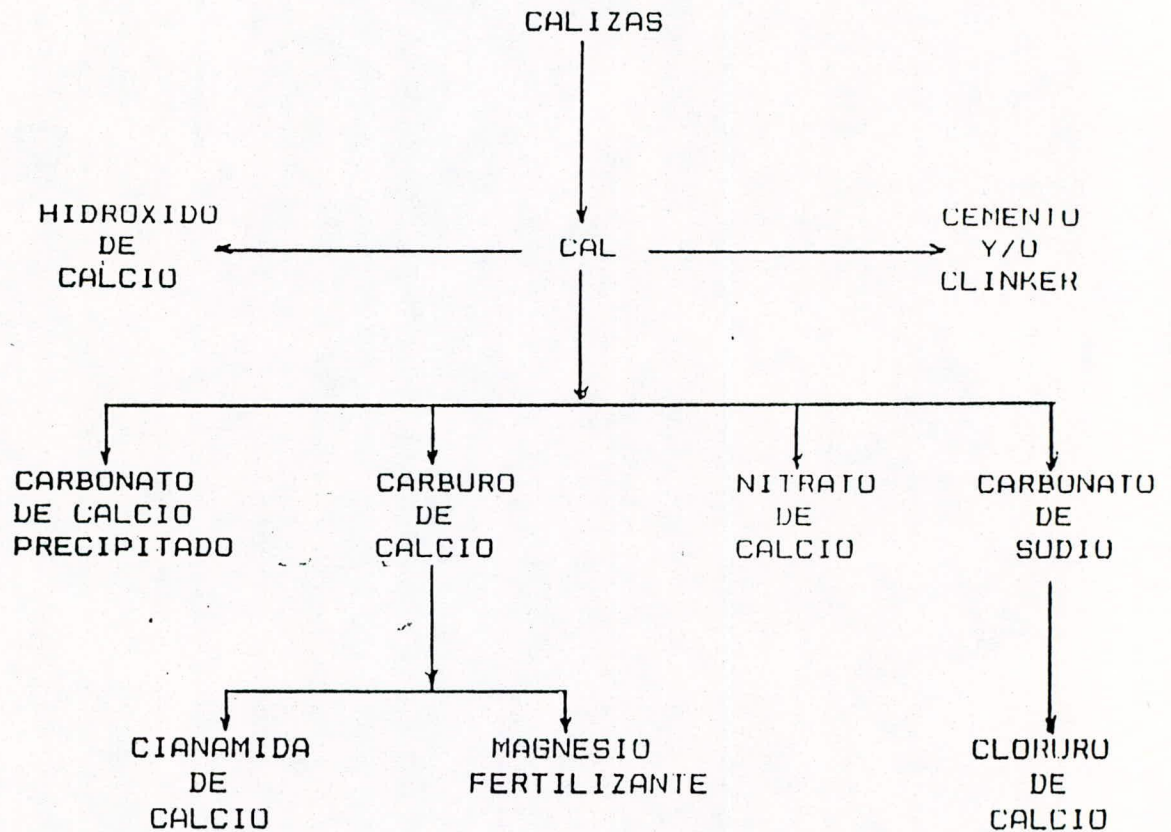 CALIZAS
HIDROXIDO
DE
CALCIO
CAL
CEMENTO
Y/O
CLINKER
CARBONATO
DE CALCIO
PRECIPITADO
CARBURO
DE
CALCIO
NITRATO
DE
CALCIO
CARBONATO
DE
SODIO
CIANAMIDA
DE
CALCIO
MAGNESIO
FERTILIZANTE
CLORURO
DE
CALCIO